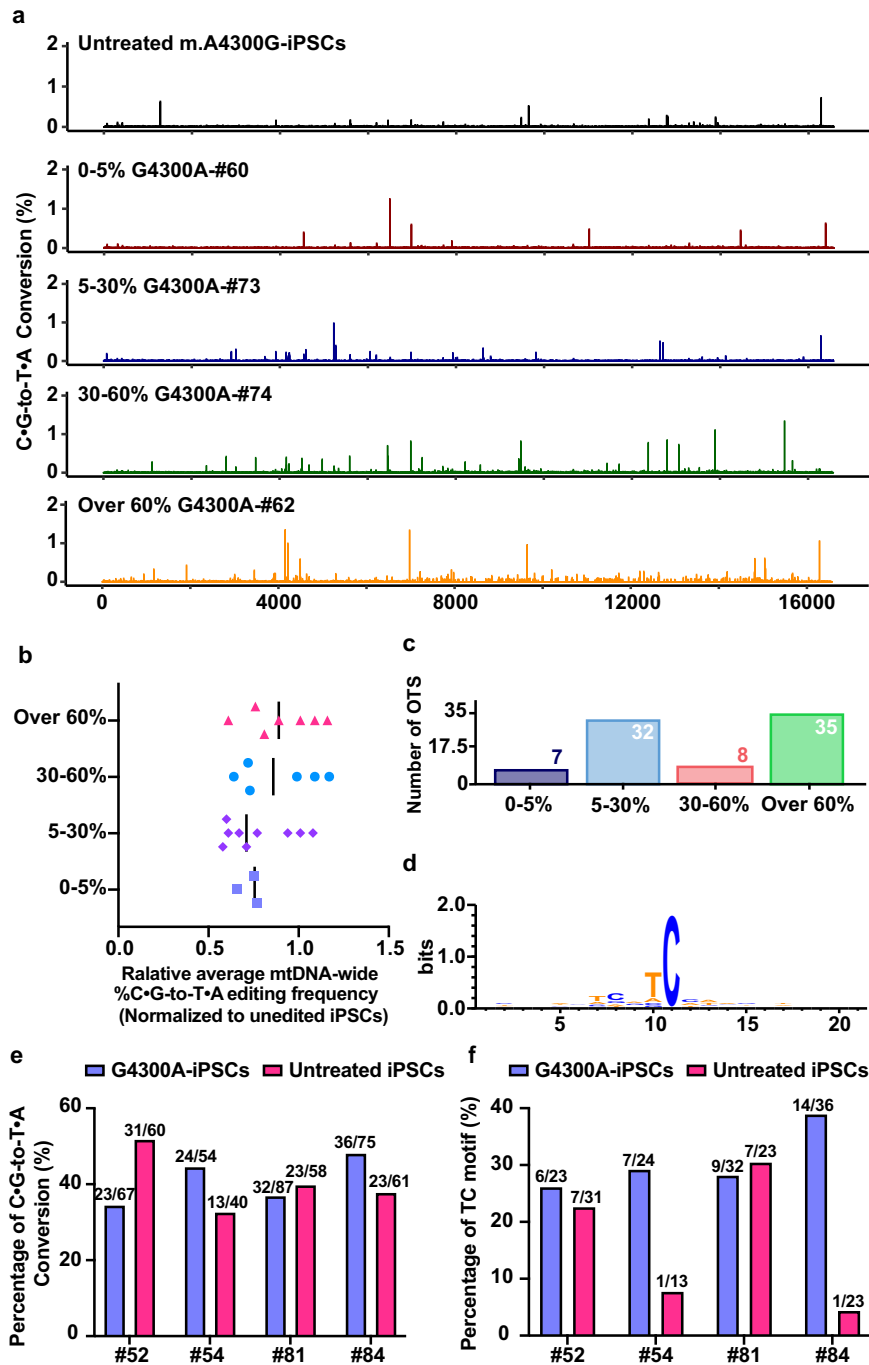 a
Untreated m.A4300G-iPSCs
2
1
0
0-5% G4300A-#60
2
1
0
5-30% G4300A-#73
2
1
0
30-60% G4300A-#74
2
1
0
Over 60% G4300A-#62
2
1
0
C•G-to-T•A Conversion (%)
0 4000 8000 12000 16000
b
Over 60%
30-60%
5-30%
0-5%
0.0 0.5 1.0 1.5
Ralative average mtDNA-wide
%C•G-to-T•A editing frequency
(Normalized to unedited iPSCs)
c
Number of OTS
35
17.5
0
7 32 8 35
0-5% 5-30% 30-60% Over 60%
d
bits
2.0
1.0
0.0
T C T A C
5 10 15 20
e
G4300A-iPSCs Untreated iPSCs
Percentage of C•G-to-T•A
Conversion (%)
60
40
20
0
23/67 31/60 24/54 13/40 32/87 23/58 36/75 23/61
#52 #54 #81 #84
f
G4300A-iPSCs Untreated iPSCs
Percentage of TC motif (%)
40
30
20
10
0
6/23 7/31 7/24 1/13 9/32 7/23 14/36 1/23
#52 #54 #81 #84